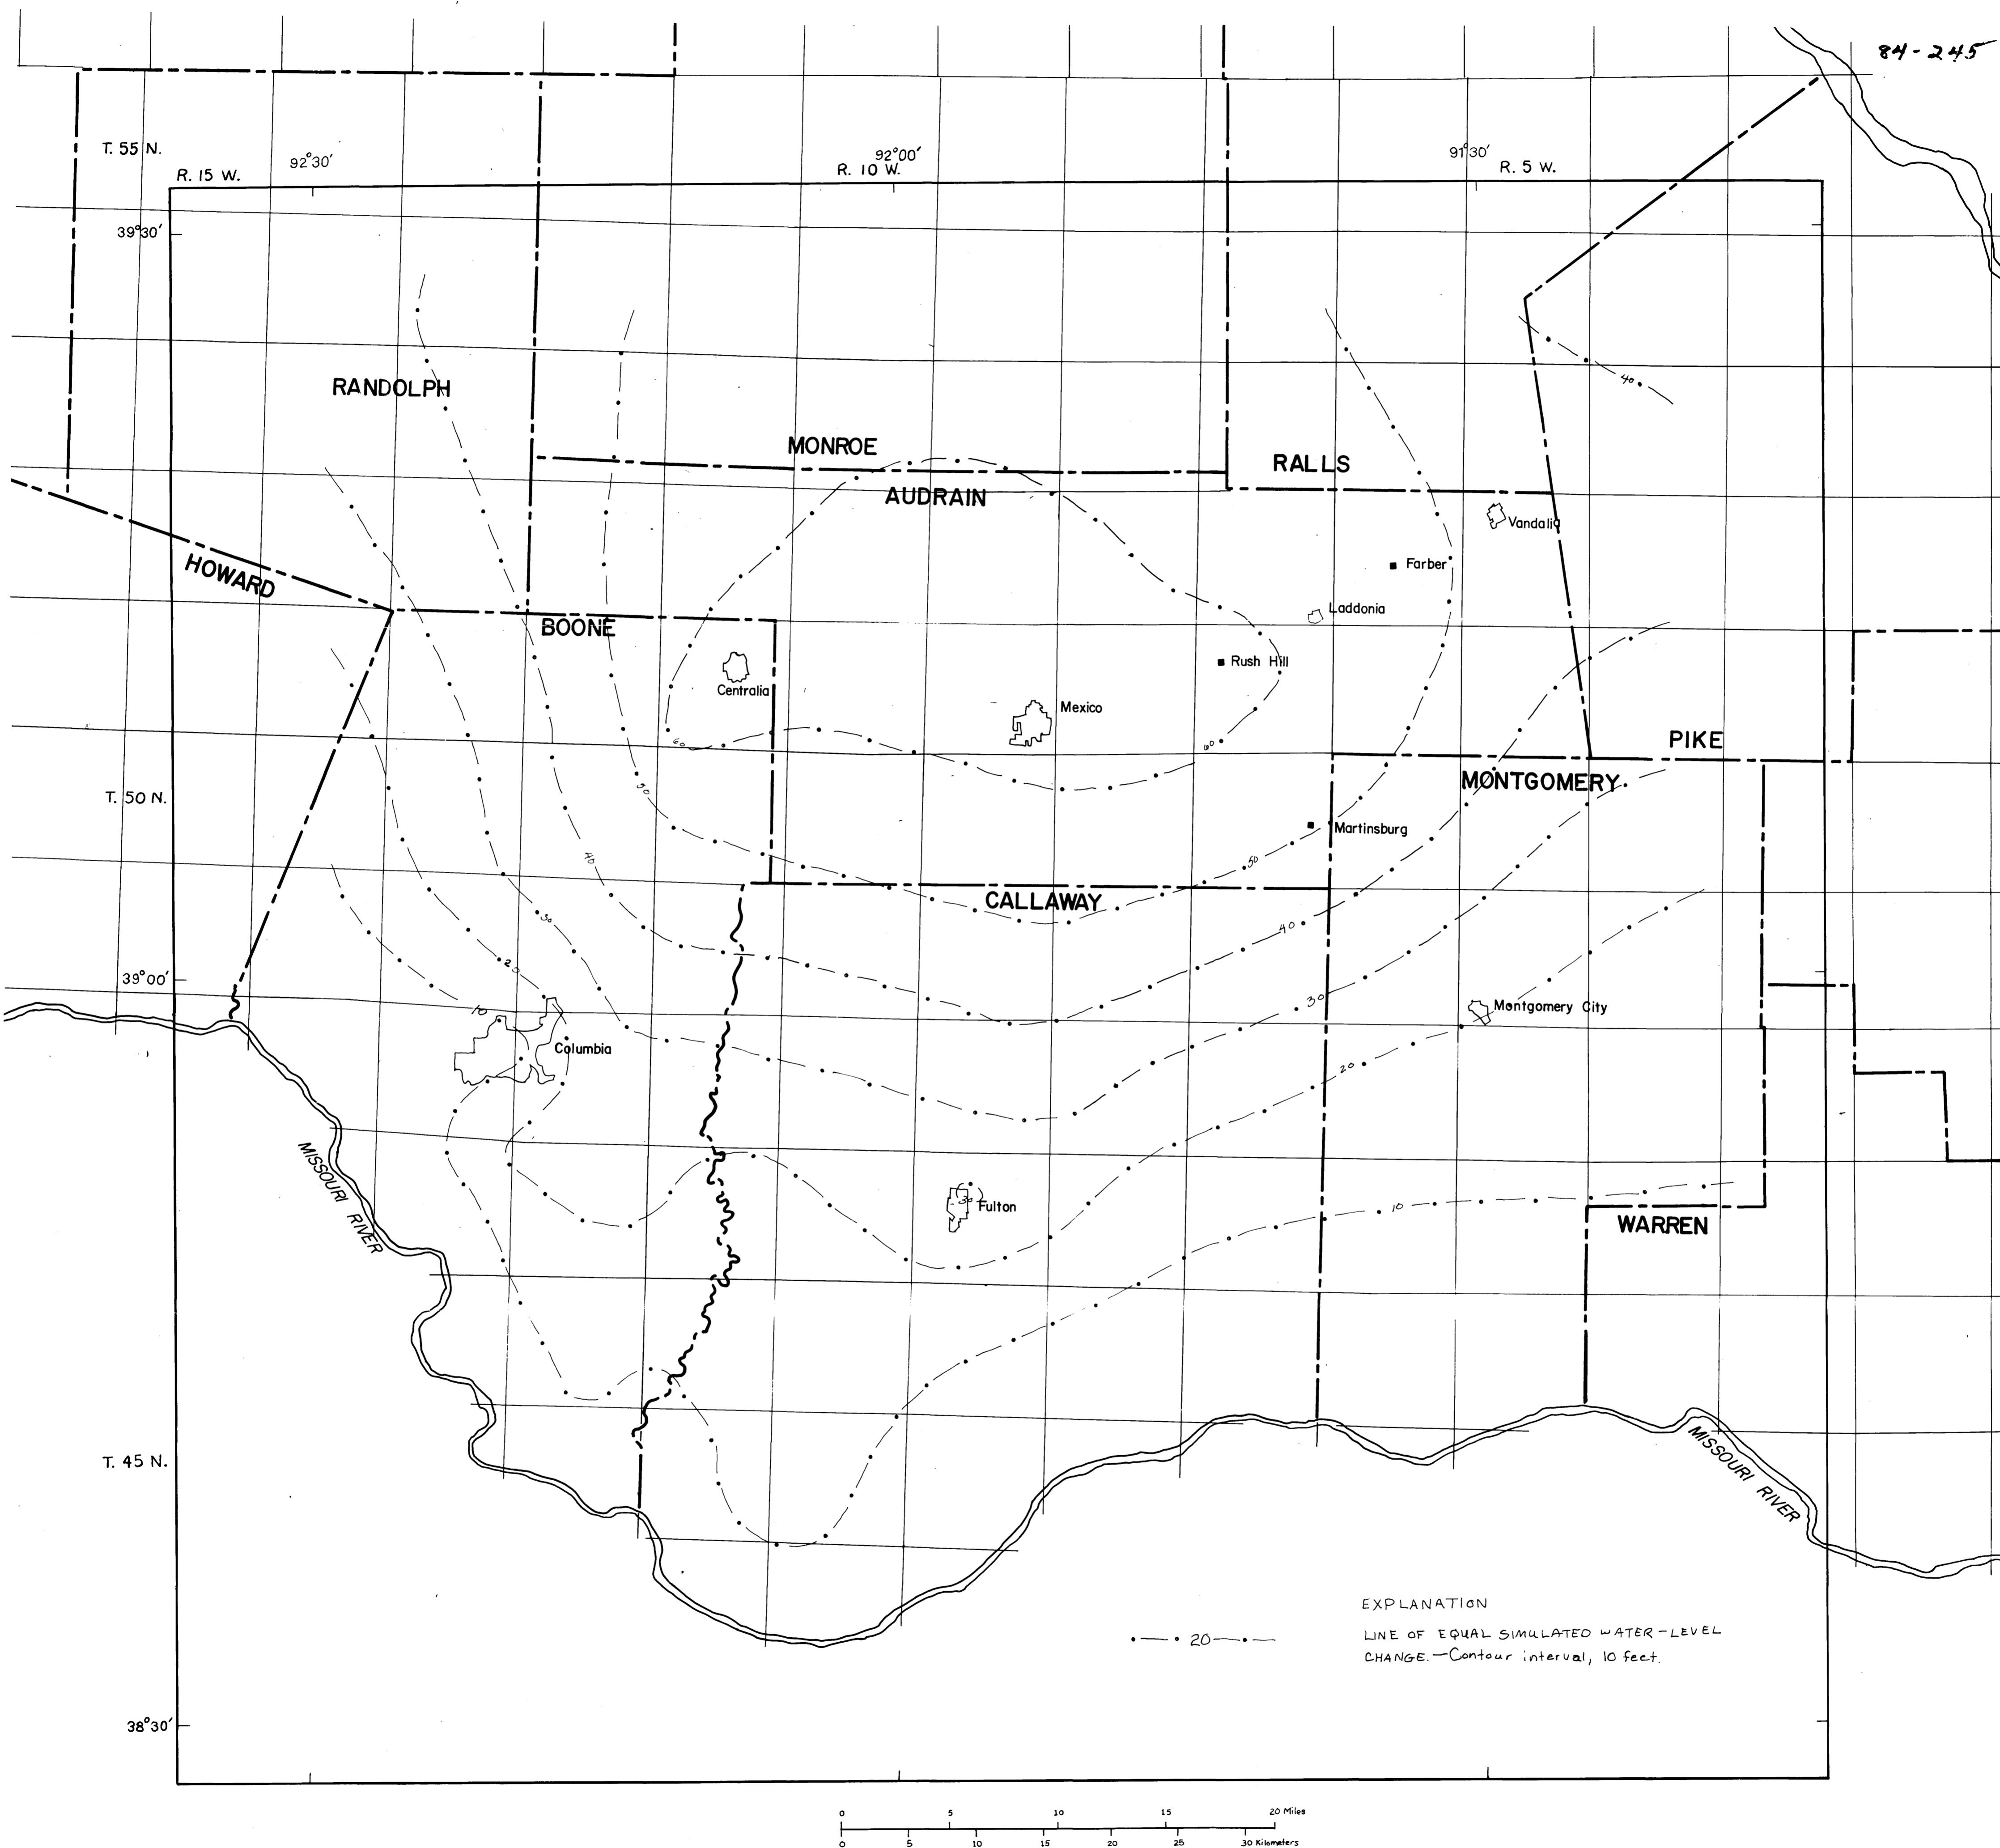 84-245
T. 55 N.
92°30'
92°00'
91°30'
R. 15 W.
R. 10 W.
R. 5 W.
39°30'
40
RANDOLPH
MONROE
RALLS
AUDRAIN
Vandalia
Farber
HOWARD
Laddonia
BOONE
Rush Hill
Centralia
Mexico
60
60
PIKE
MONTGOMERY
50
T. 50 N.
Martinsburg
40
50
CALLAWAY
30
40
20
39°00'
10
30
Montgomery City
Columbia
20
MISSOURI RIVER
30
Fulton
10
WARREN
T. 45 N.
MISSOURI RIVER
EXPLANATION
20
LINE OF EQUAL SIMULATED WATER-LEVEL
CHANGE.—Contour interval, 10 feet.
38°30'
0 5 10 15 20 Miles
0 5 10 15 20 25 30 Kilometers